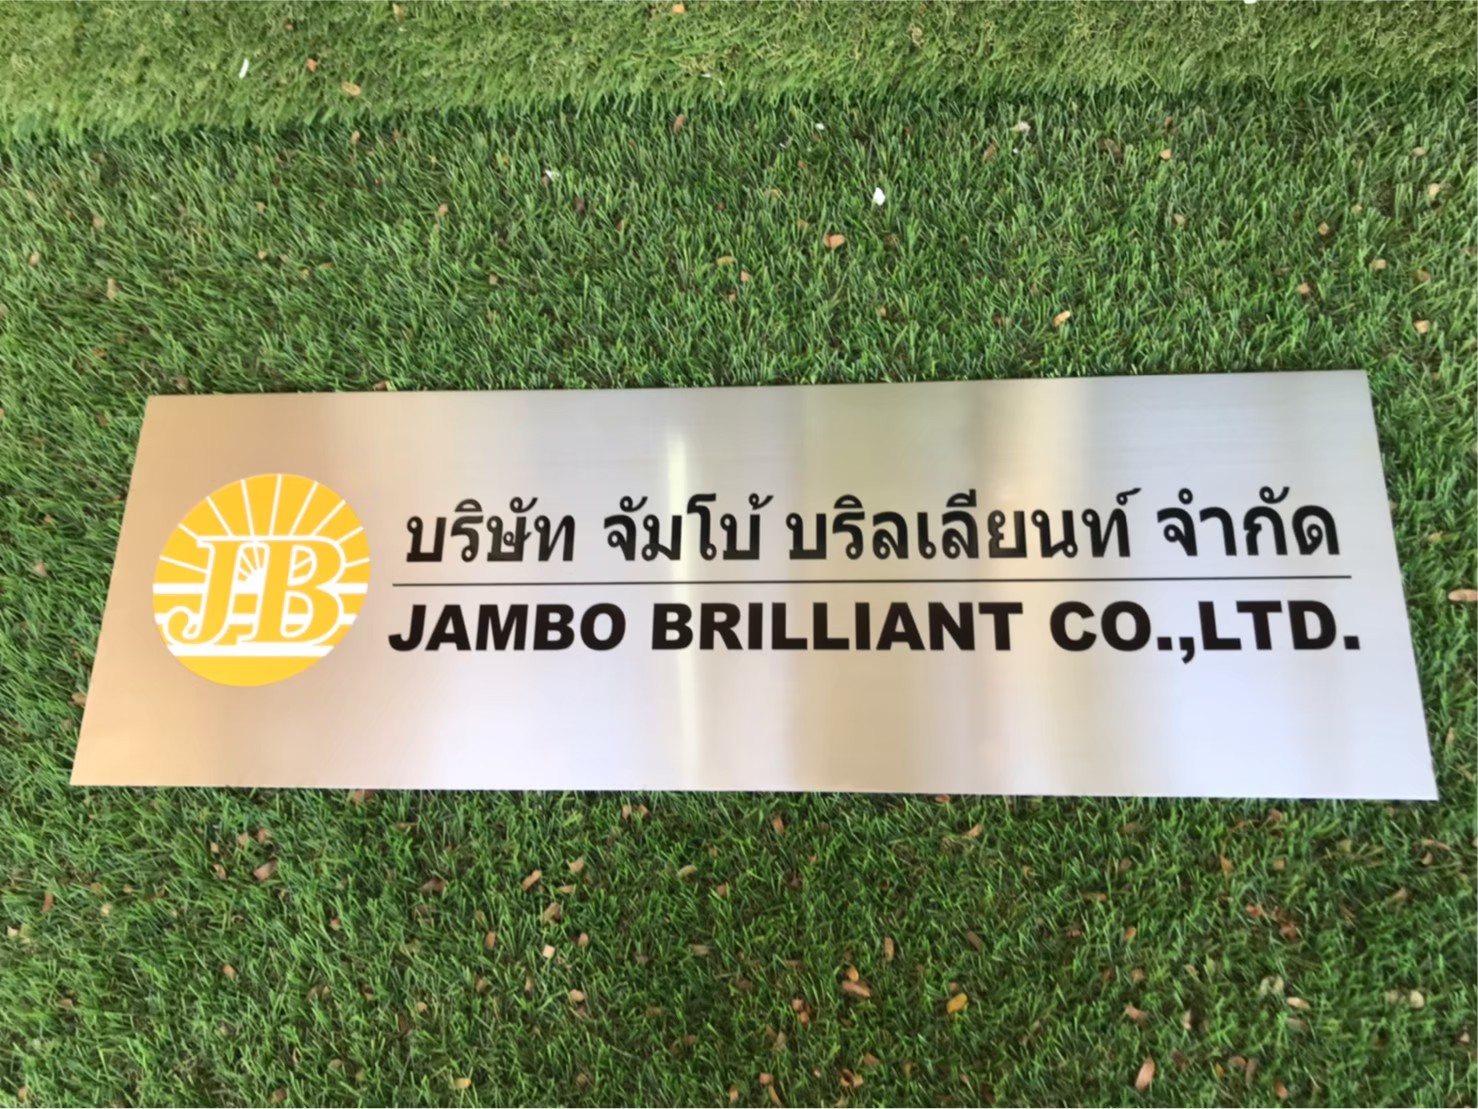 JB
บริษัท จัมโบ้ บริลเลียนท์ จำกัด
JAMBO BRILLIANT CO.,LTD.